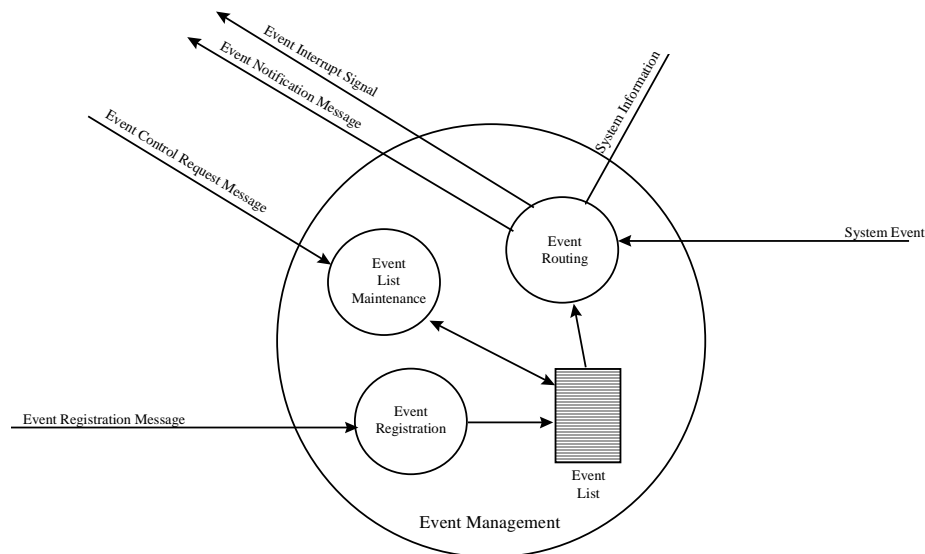 Event Interrupt Signal
Event Notification Message
System Information
Event Control Request Message
System Event
Event
Routing
Event
List
Maintenance
Event Registration Message
Event
Registration
Event
List
Event Management